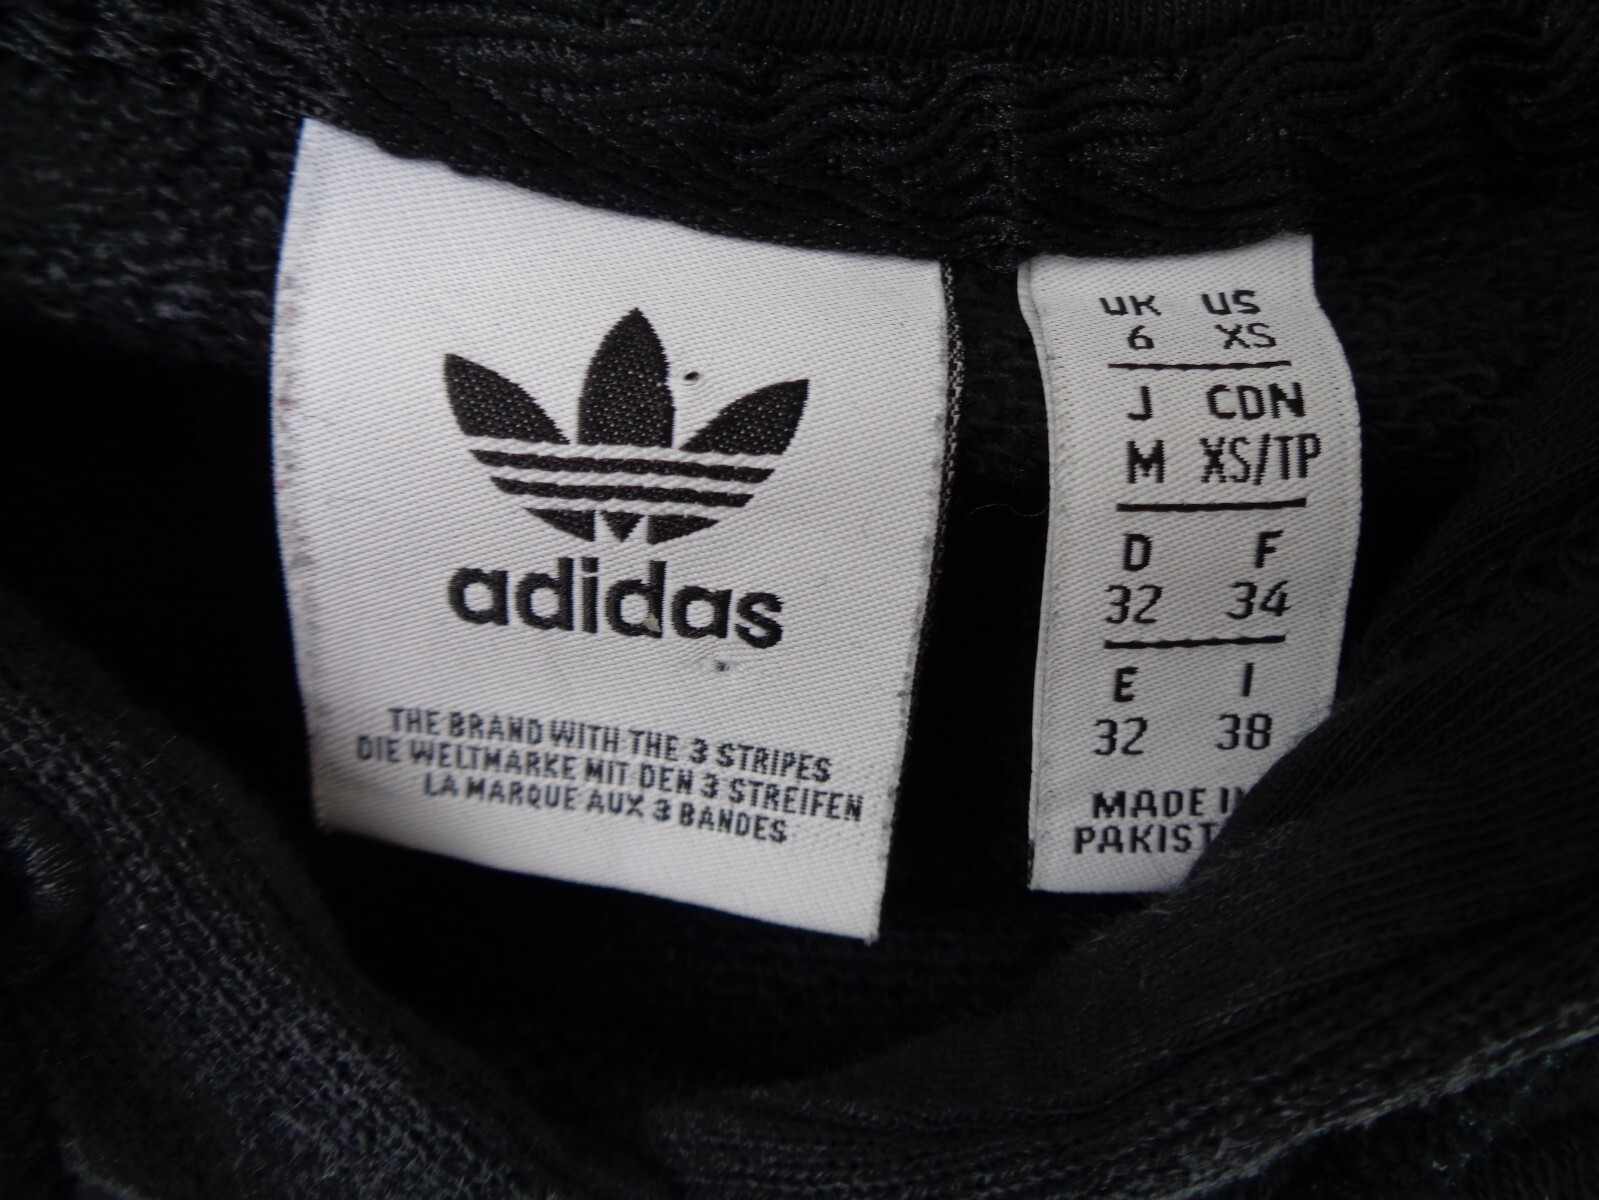 adidas
THE BRAND WITH THE 3 STRIPES
DIE WELTMARKE MIT DEN 3 STREIFEN
LA MARQUE AUX 3 BANDES
UK US
6 XS
J CDN
M XS/TP
D F
32 34
E I
32 38
MADE